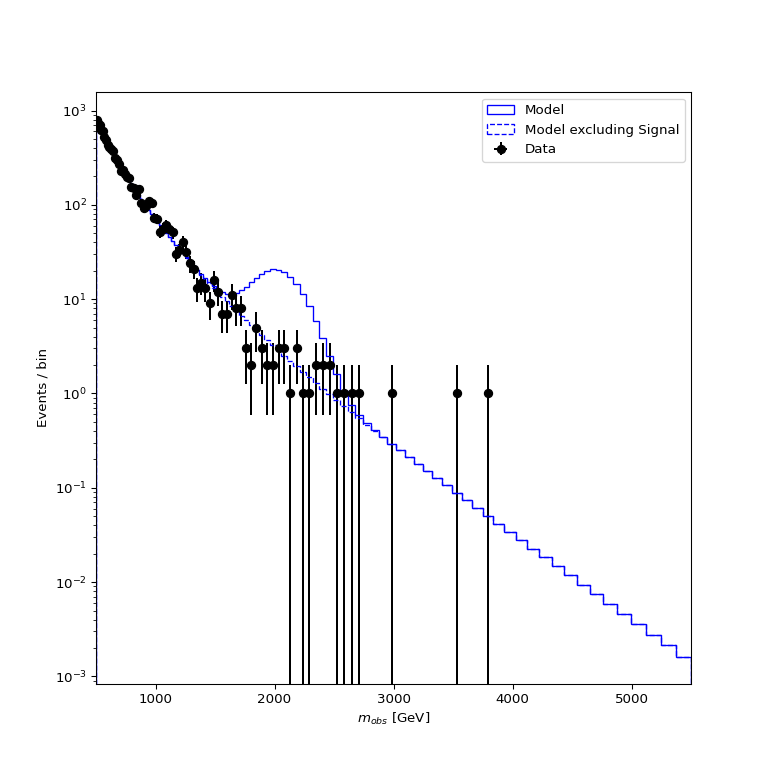 Model
Model excluding Signal
Data
Events / bin
10³
10²
10¹
10⁰
10⁻¹
10⁻²
10⁻³
1000 2000 3000 4000 5000
m_obs [GeV]